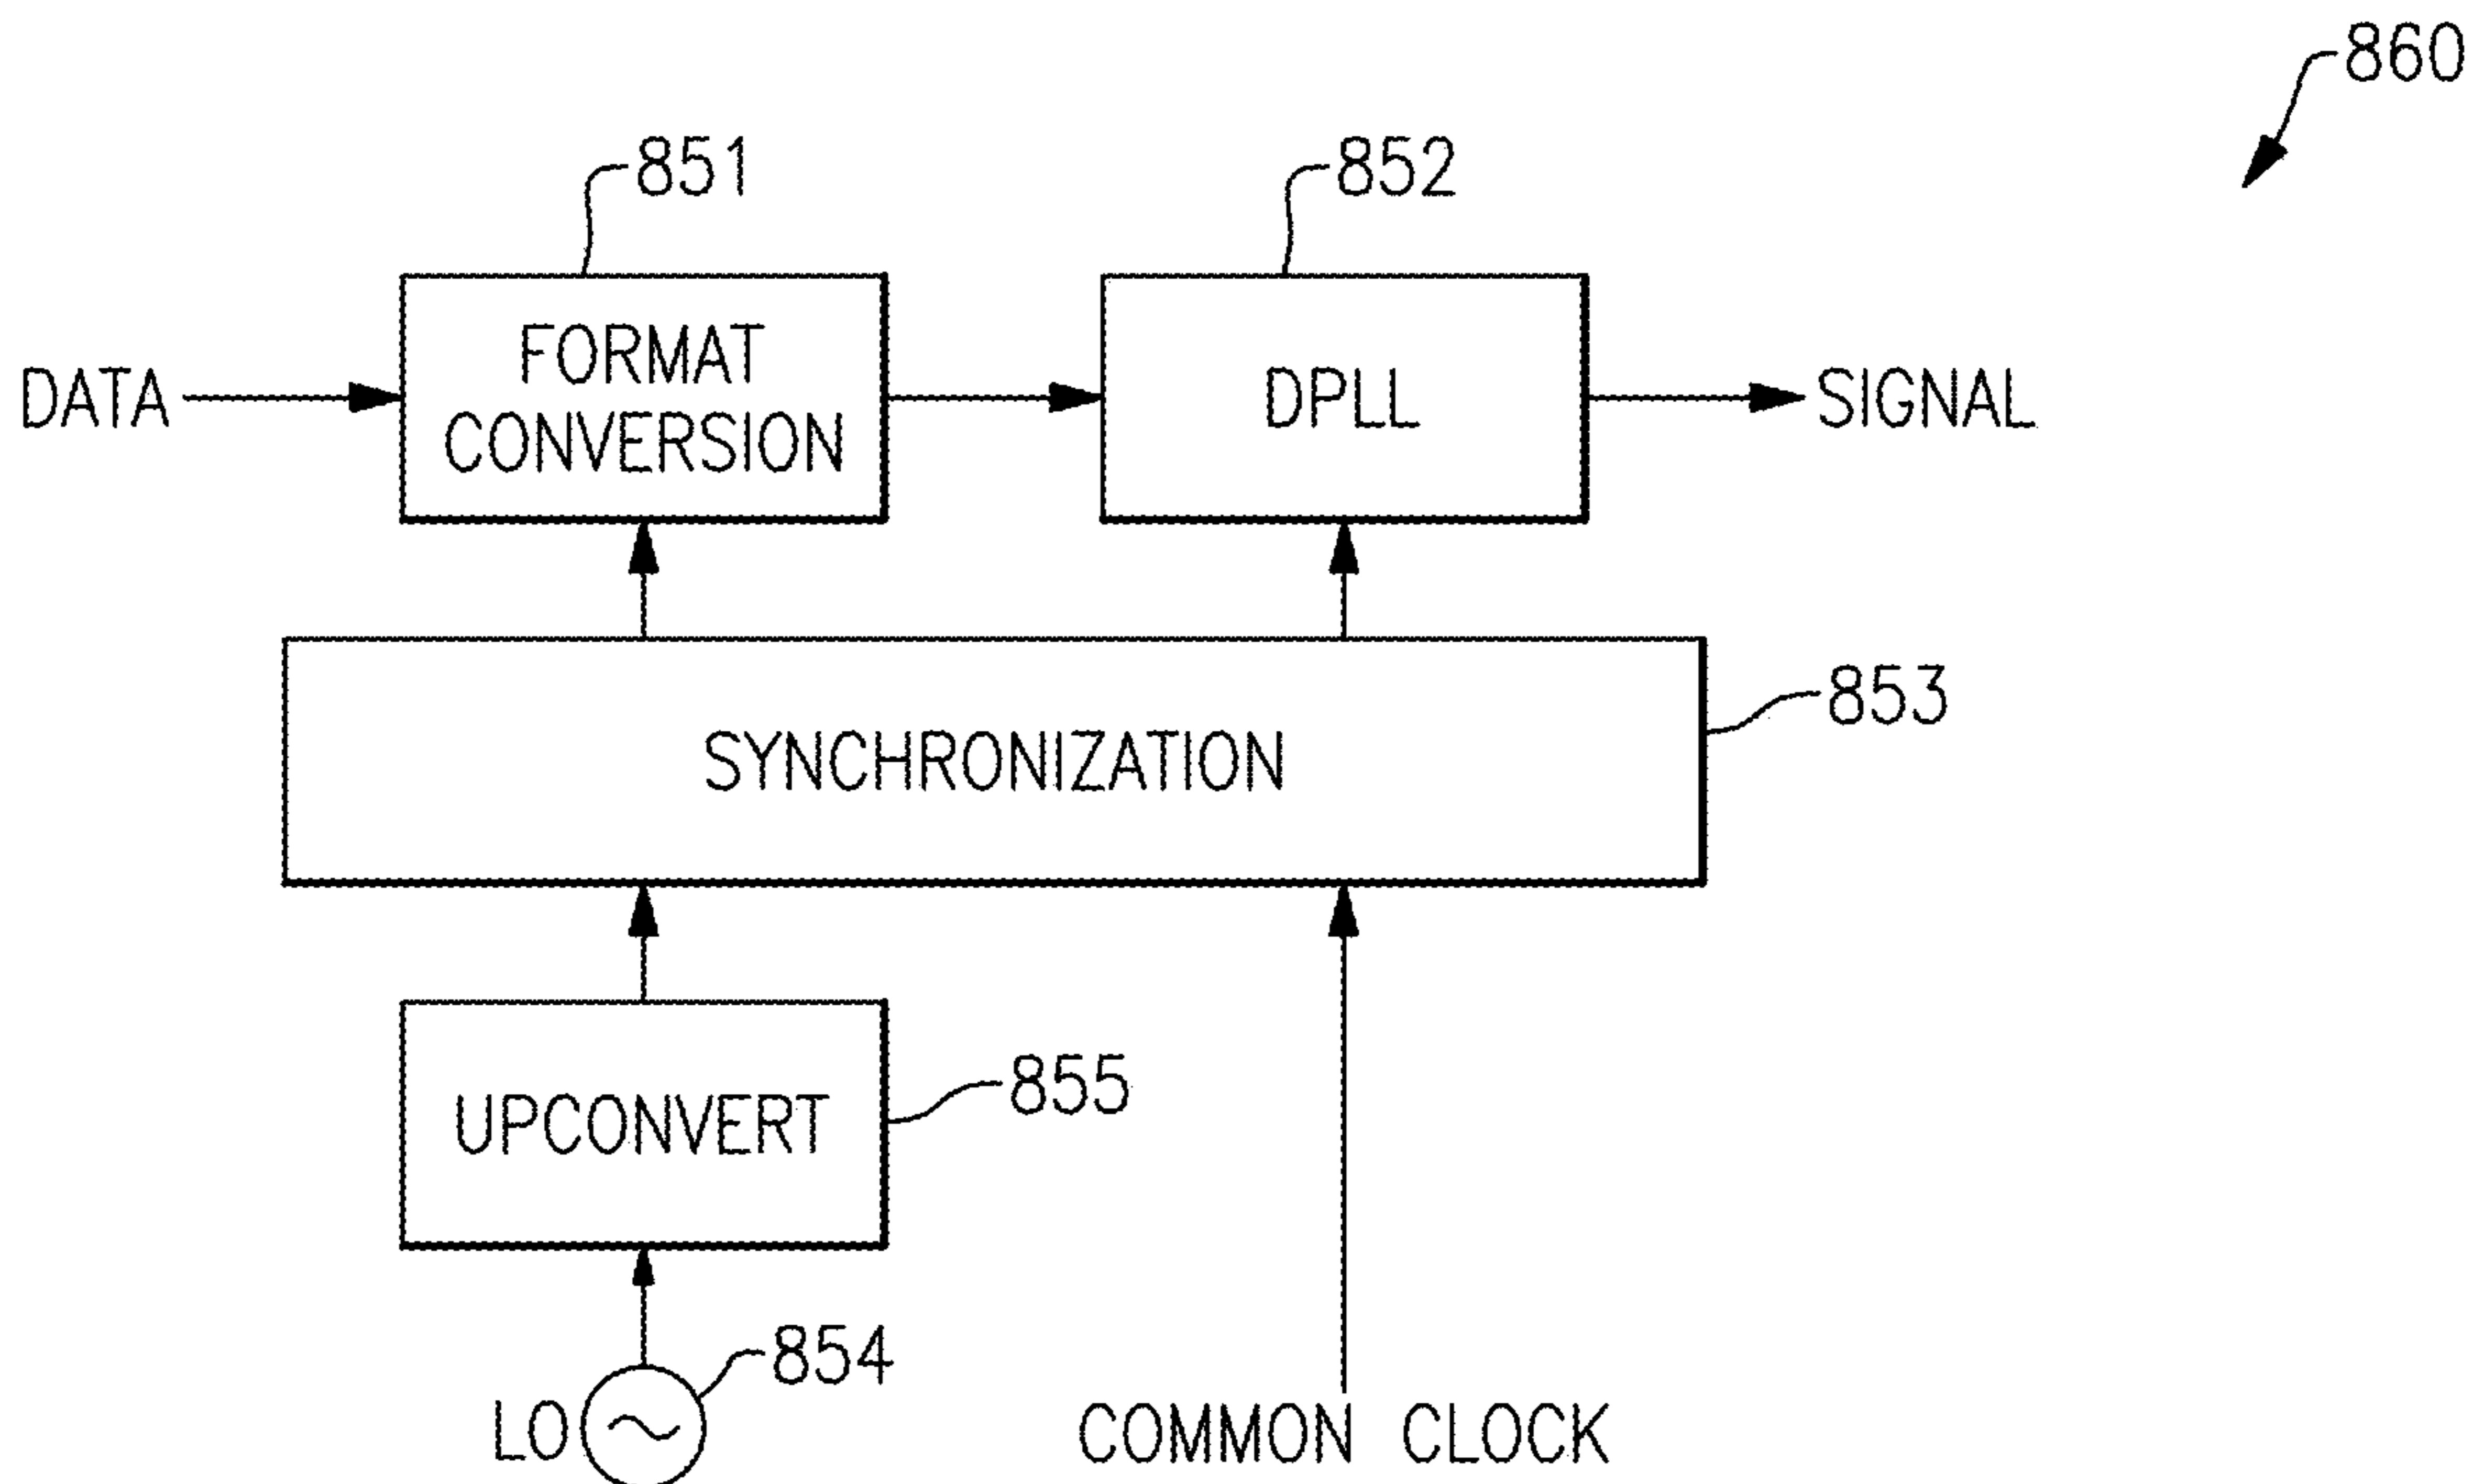 860
851
852
FORMAT
CONVERSION
DATA
DPLL
SIGNAL
853
SYNCHRONIZATION
855
UPCONVERT
854
LO
COMMON CLOCK